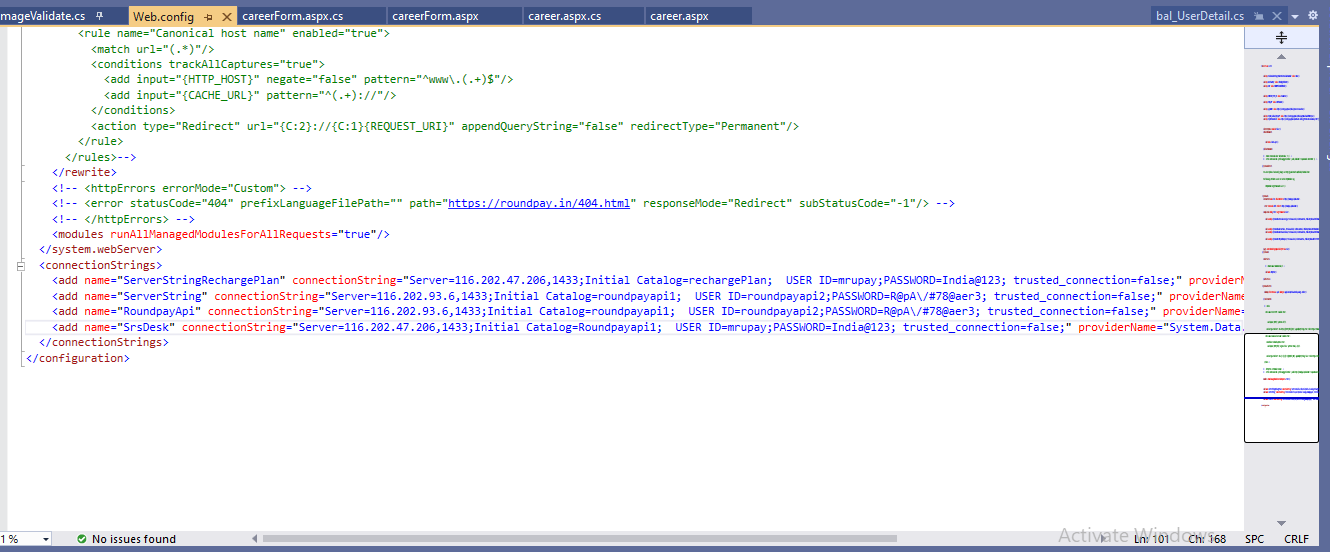 mageValidate.cs
Web.config
careerForm.aspx.cs
careerForm.aspx
career.aspx.cs
career.aspx
bal_UserDetail.cs
<rule name="Canonical host name" enabled="true">
<match url="(.*)"/>
<conditions trackAllCaptures="true">
<add input="{HTTP_HOST}" negate="false" pattern="^www\.(.+)$"/>
<add input="{CACHE_URL}" pattern="^(.+)://"/>
</conditions>
<action type="Redirect" url="{C:2}://{C:1}{REQUEST_URI}" appendQueryString="false" redirectType="Permanent"/>
</rule>
</rules>-->
</rewrite>
<!-- <httpErrors errorMode="Custom"> -->
<!-- <error statusCode="404" prefixLanguageFilePath="" path="https://roundpay.in/404.html" responseMode="Redirect" subStatusCode="-1"/> -->
<!-- </httpErrors> -->
<modules runAllManagedModulesForAllRequests="true"/>
</system.webServer>
<connectionStrings>
<add name="ServerStringRechargePlan" connectionString="Server=116.202.47.206,1433;Initial Catalog=rechargePlan;  USER ID=mrupay;PASSWORD=India@123; trusted_connection=false;" providerN
<add name="ServerString" connectionString="Server=116.202.93.6,1433;Initial Catalog=roundpayapi1;  USER ID=roundpayapi2;PASSWORD=R@pA\/#78@aer3; trusted_connection=false;" providerName
<add name="RoundpayApi" connectionString="Server=116.202.93.6,1433;Initial Catalog=roundpayapi1;  USER ID=roundpayapi2;PASSWORD=R@pA\/#78@aer3; trusted_connection=false;" providerName=
<add name="SrsDesk" connectionString="Server=116.202.47.206,1433;Initial Catalog=Roundpayapi1;  USER ID=mrupay;PASSWORD=India@123; trusted_connection=false;" providerName="System.Data.
</connectionStrings>
</configuration>
Activate Windows
1 %
No issues found
Ln: 101
Ch: 168
SPC
CRLF